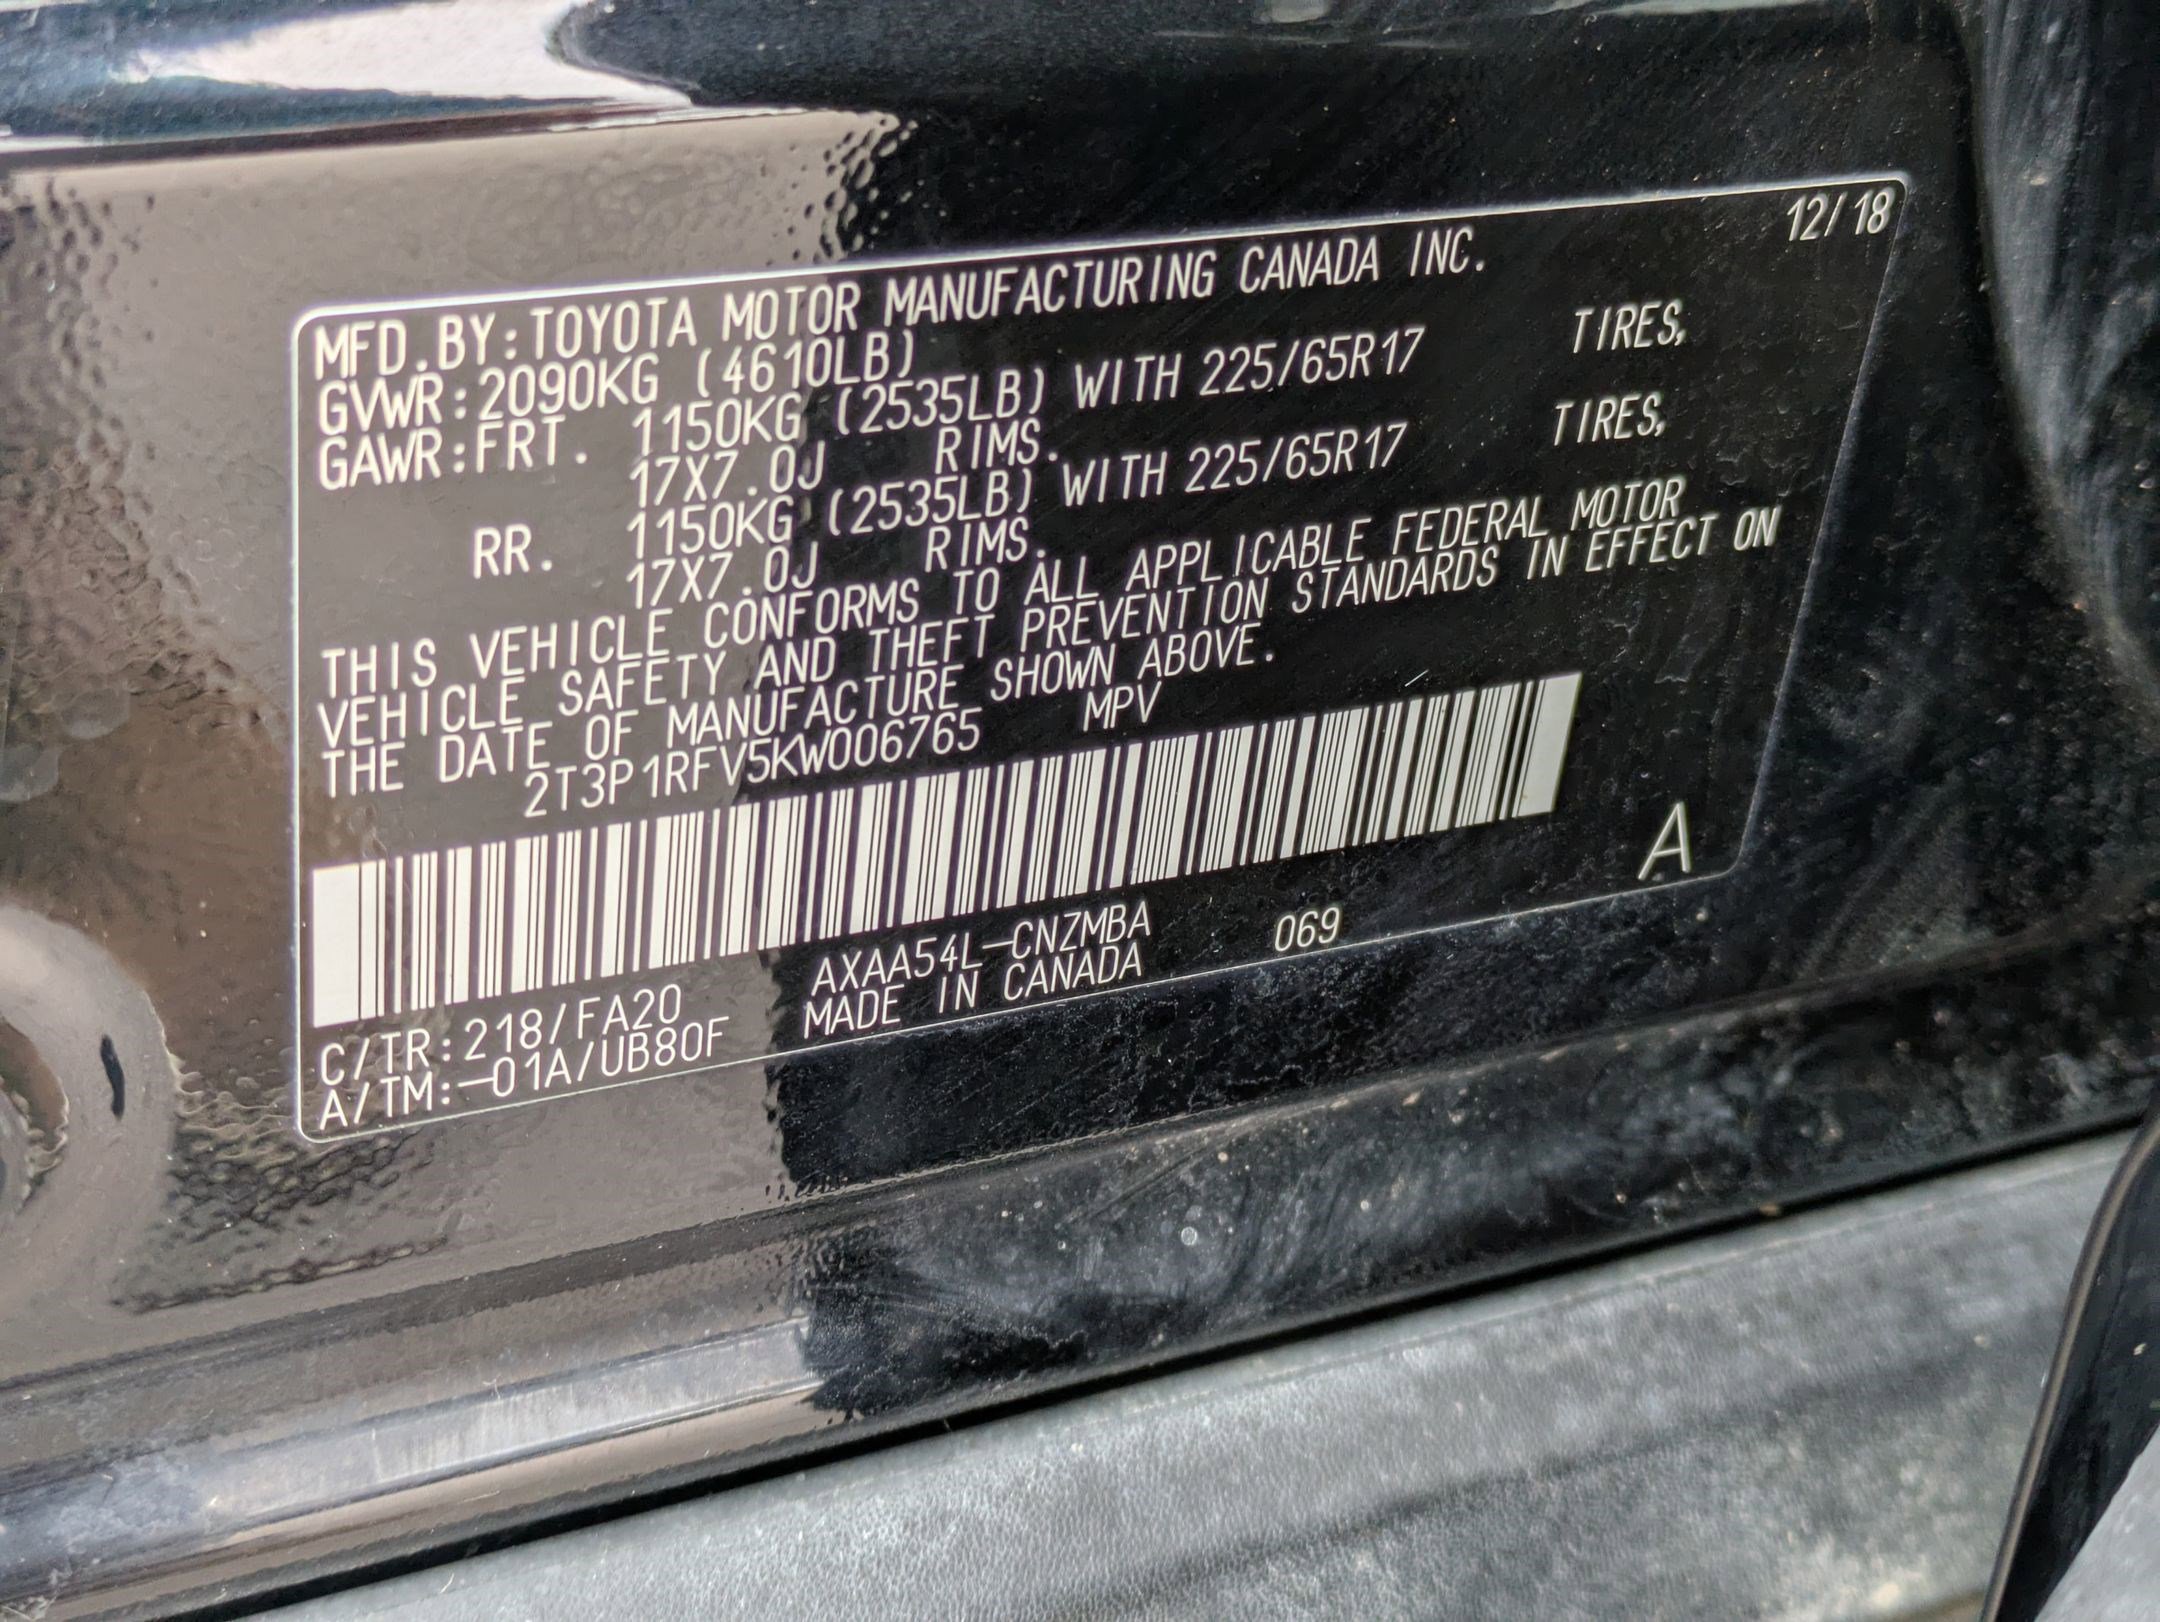 12/18
MFD.BY:TOYOTA MOTOR MANUFACTURING CANADA INC.
GVWR:2090KG (4610LB)
GAWR:FRT. 1150KG (2535LB) WITH 225/65R17 TIRES,
17X7.0J RIMS.
RR. 1150KG (2535LB) WITH 225/65R17 TIRES,
17X7.0J RIMS.
THIS VEHICLE CONFORMS TO ALL APPLICABLE FEDERAL MOTOR
VEHICLE SAFETY AND THEFT PREVENTION STANDARDS IN EFFECT ON
THE DATE OF MANUFACTURE SHOWN ABOVE.
2T3P1RFV5KW006765 MPV
A
C/TR:218/FA20 AXAA54L-CNZMBA 069
A/TM:-01A/UB80F MADE IN CANADA